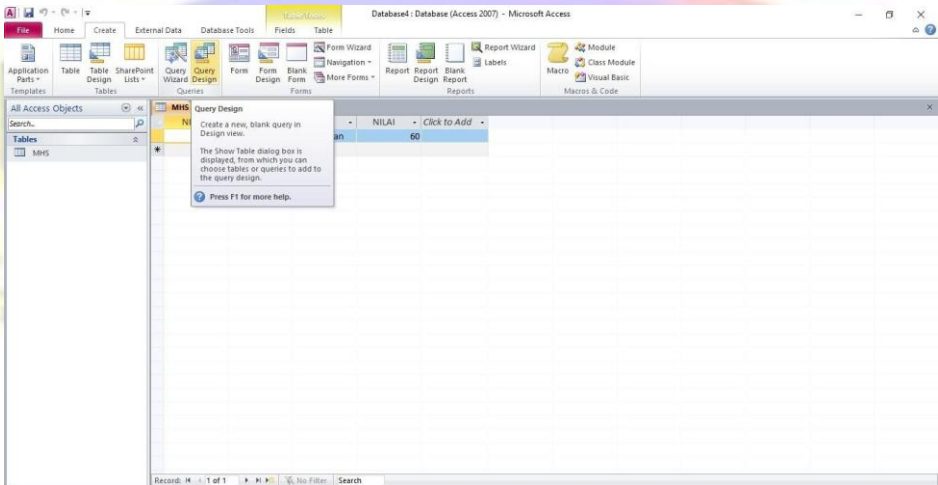 Database4 : Database (Access 2007) - Microsoft Access
File Home Create External Data Database Tools Fields Table
Application Parts
Table
Table Design
SharePoint Lists
Query Wizard
Query Design
Form
Form Design
Blank Form
Form Wizard
Navigation
More Forms
Report
Report Design
Blank Report
Report Wizard
Labels
Macro
Module
Class Module
Visual Basic
Templates Tables Queries Forms Reports Macros & Code
All Access Objects
Search..
Tables
MHS
MHS
NI
NILAI Click to Add
an 60
Query Design
Create a new, blank query in
Design view.
The Show Table dialog box is
displayed, from which you can
choose tables or queries to add to
the query design.
Press F1 for more help.
Record: 1 of 1 No Filter Search